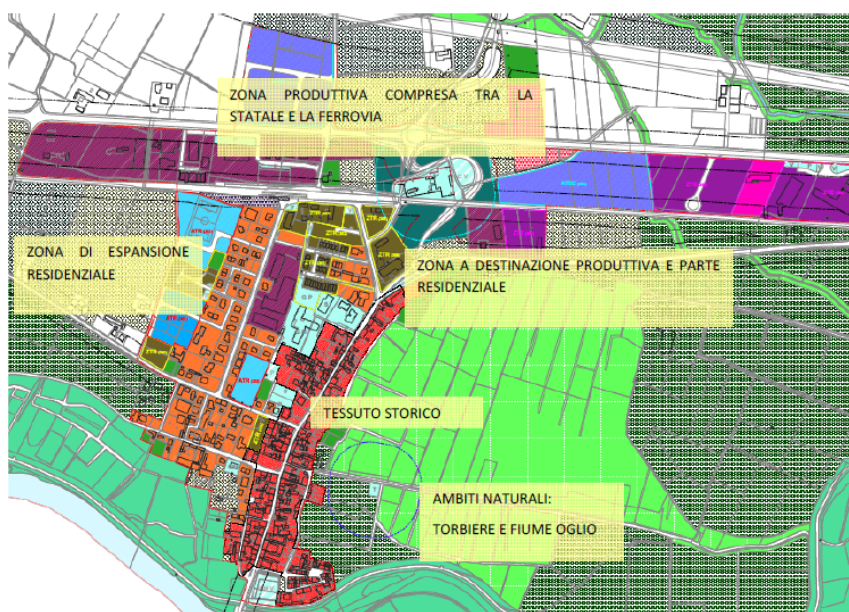 ZONA PRODUTTIVA COMPRESA TRA LA
STATALE E LA FERROVIA
ZONA DI ESPANSIONE
RESIDENZIALE
ZONA A DESTINAZIONE PRODUTTIVA E PARTE
RESIDENZIALE
TESSUTO STORICO
AMBITI NATURALI:
TORBIERE E FIUME OGLIO